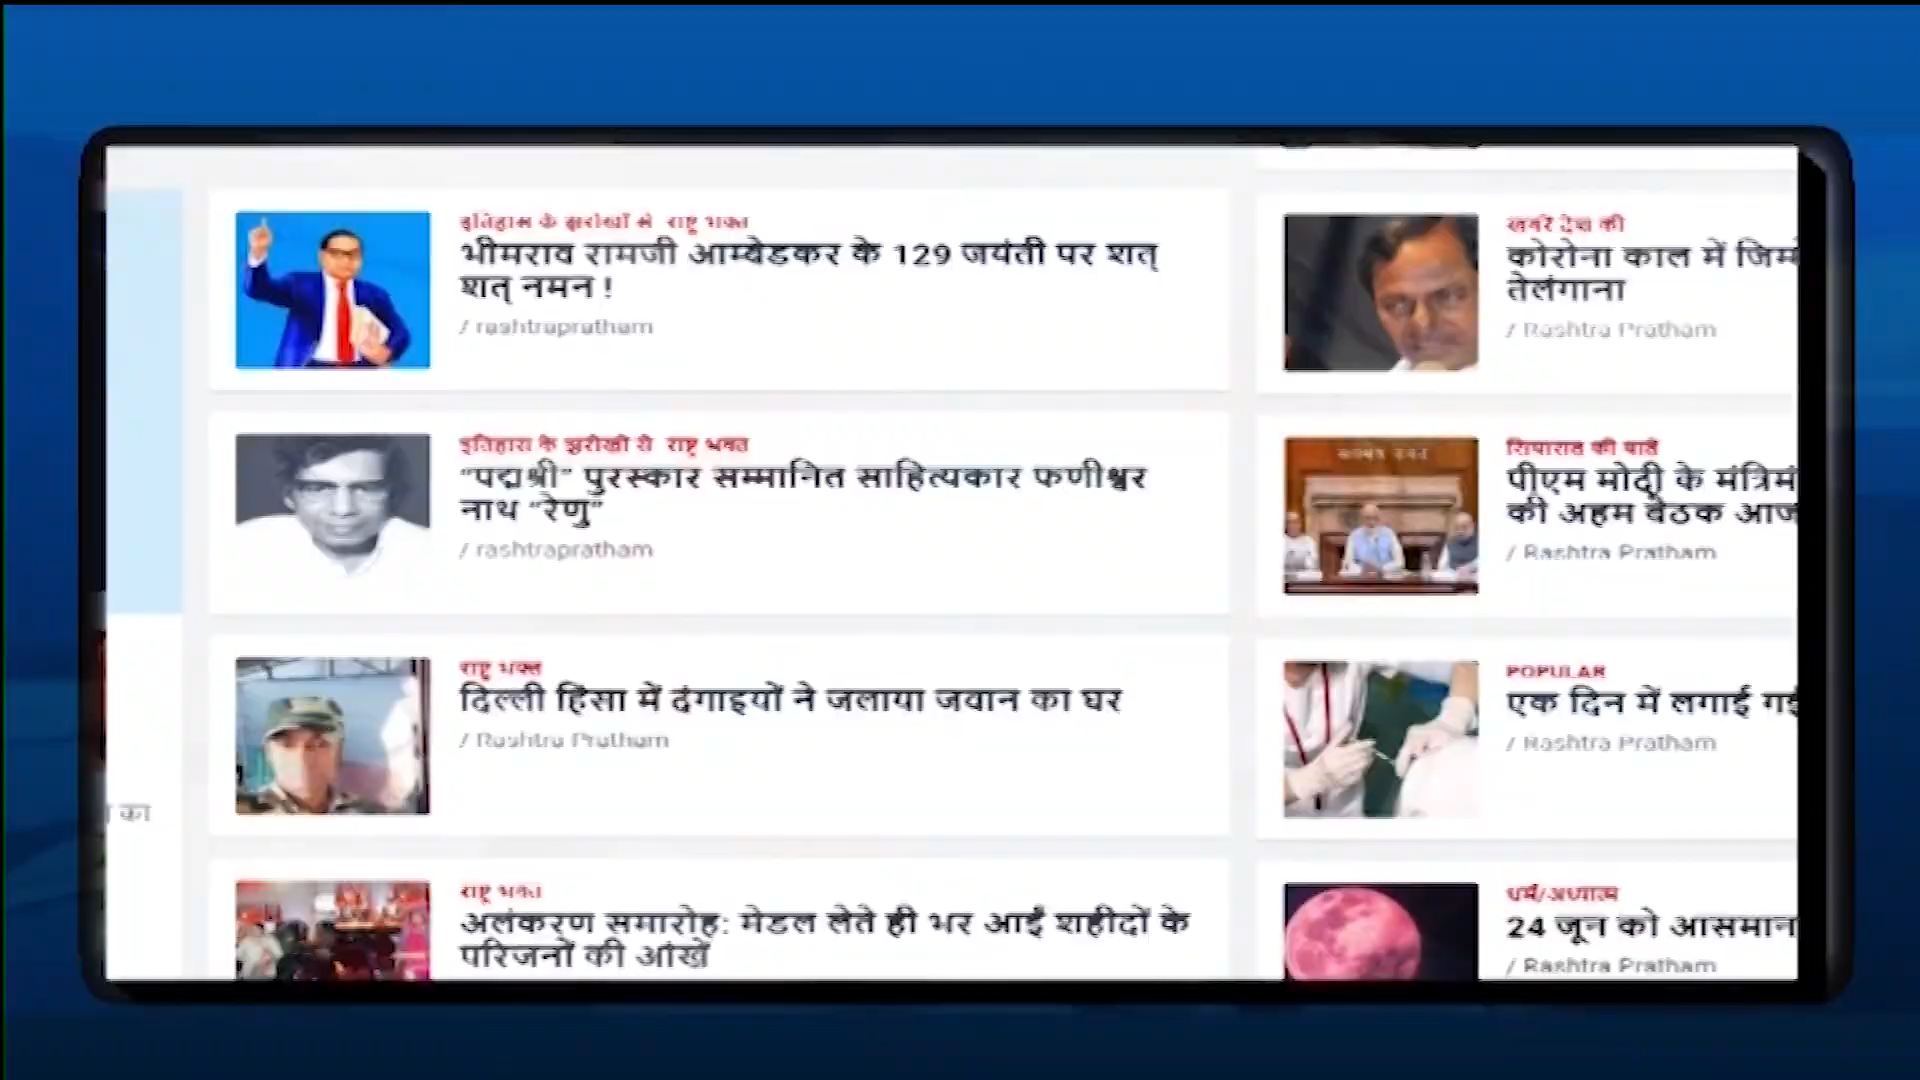 इतिहास के झरोखों से राष्ट्र भक्त
भीमराव रामजी आम्बेडकर के 129 जयंती पर शत्
शत् नमन !
/ rashtrapratham
इतिहास के झरोखों से राष्ट्र भक्त
“पद्मश्री” पुरस्कार सम्मानित साहित्यकार फणीश्वर
नाथ “रेणु”
/ rashtrapratham
राष्ट्र भक्त
दिल्ली हिंसा में दंगाइयों ने जलाया जवान का घर
/ Rashtra Pratham
राष्ट्र भक्त
अलंकरण समारोह: मेडल लेते ही भर आईं शहीदों के
परिजनों की आंखें
का
खबरें देश की
कोरोना काल में
तेलंगाना
/ Rashtra Pratham
सियासत की बातें
पीएम मोदी के
की अहम बैठक आज
/ Rashtra Pratham
POPULAR
एक दिन में लगाई
/ Rashtra Pratham
धर्म/अध्यात्म
24 जून को आसमान
/ Rashtra Pratham